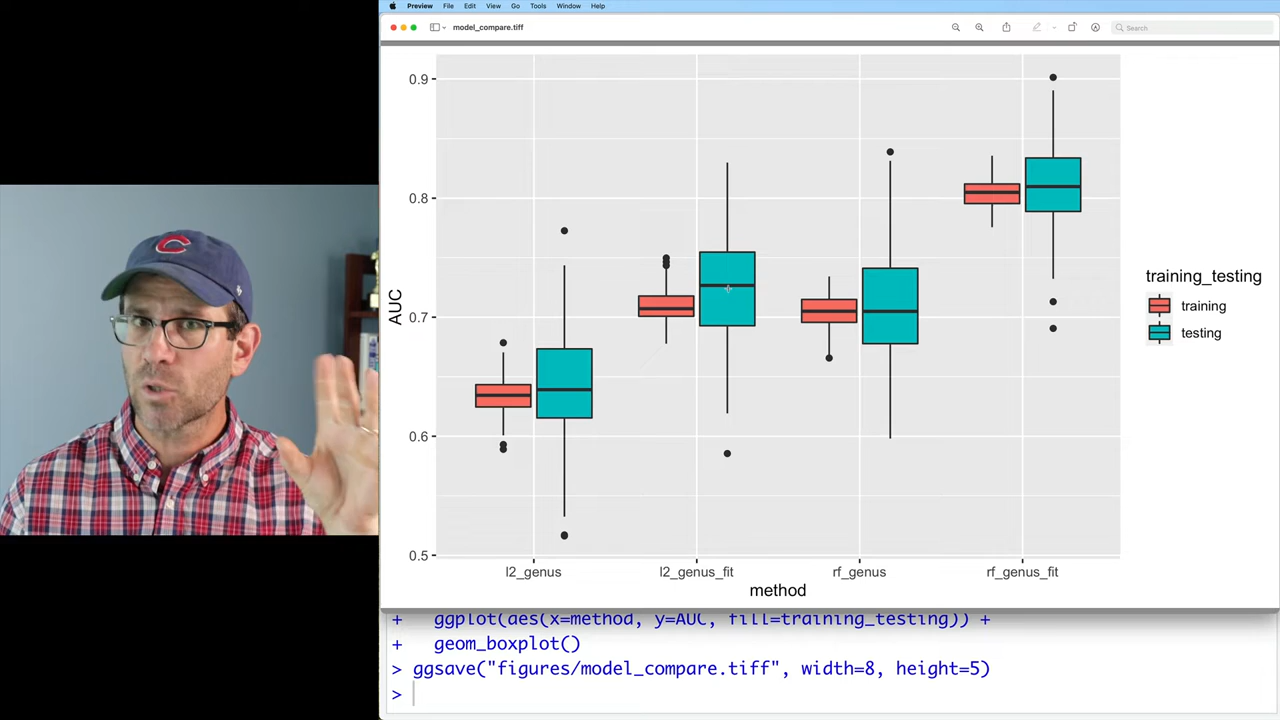 Preview File Edit View Go Tools Window Help
model_compare.tiff
Search
C
0.9
0.8
0.7
0.6
0.5
AUC
l2_genus l2_genus_fit rf_genus rf_genus_fit
method
training_testing
training
testing
+ ggplot(aes(x=method, y=AUC, fill=training_testing)) +
+ geom_boxplot()
> ggsave("figures/model_compare.tiff", width=8, height=5)
>